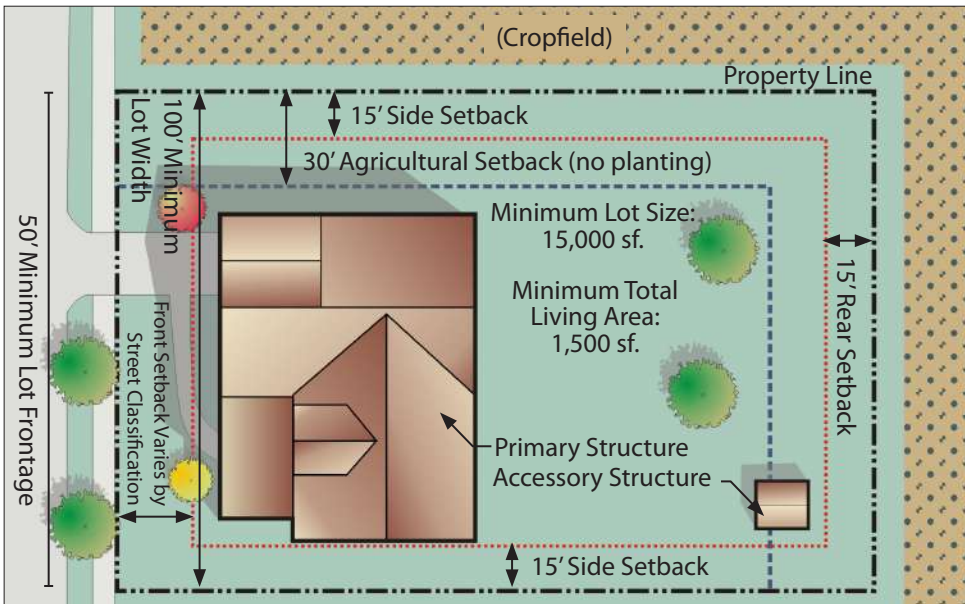 (Cropfield)
Property Line
15’ Side Setback
30’ Agricultural Setback (no planting)
100’ Minimum
Lot Width
Minimum Lot Size:
15,000 sf.
Minimum Total
Living Area:
1,500 sf.
15’ Rear Setback
50’ Minimum Lot Frontage
Front Setback Varies by
Street Classification
Primary Structure
Accessory Structure
15’ Side Setback